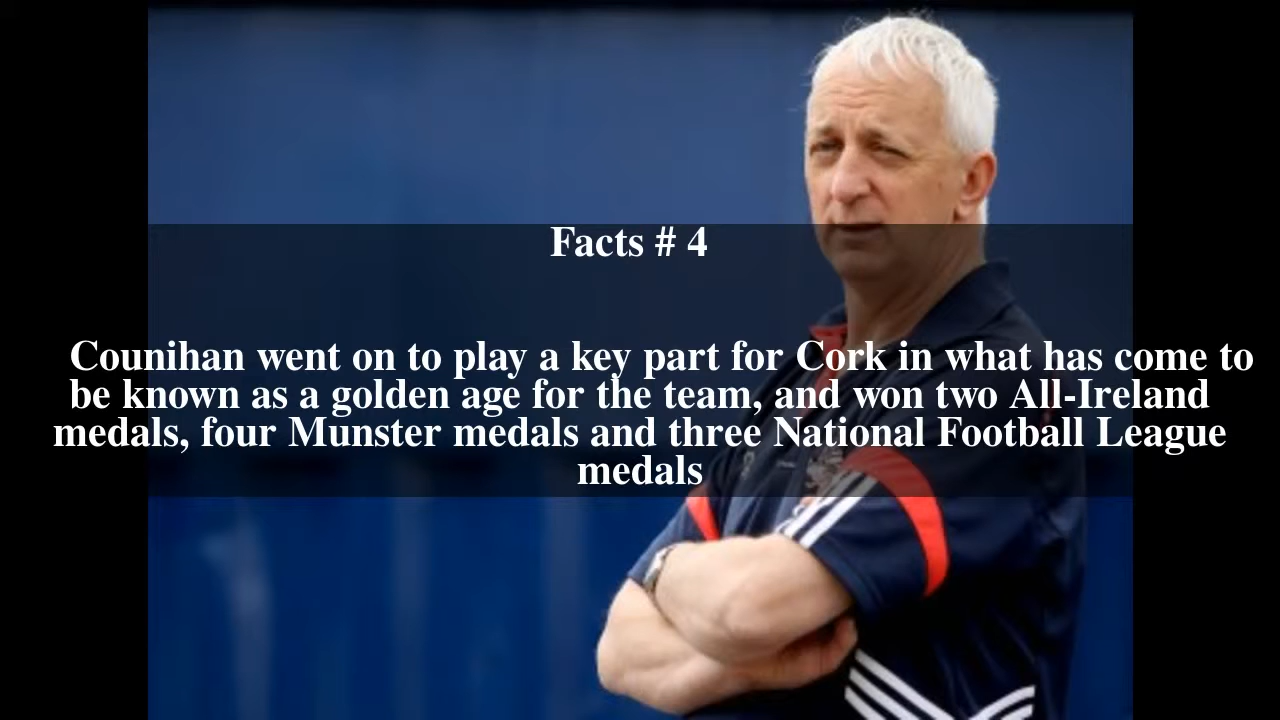 Facts # 4
Counihan went on to play a key part for Cork in what has come to
be known as a golden age for the team, and won two All-Ireland
medals, four Munster medals and three National Football League
medals